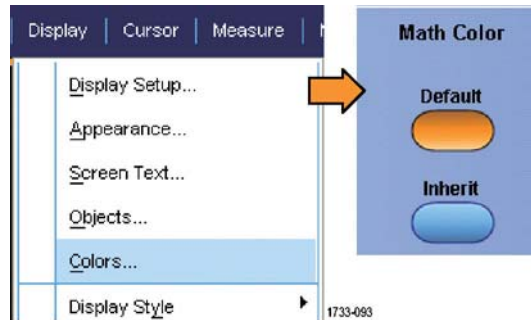 Display Cursor Measure
Display Setup...
Appearance...
Screen Text...
Objects...
Colors...
Display Style
Math Color
Default
Inherit
1733-093